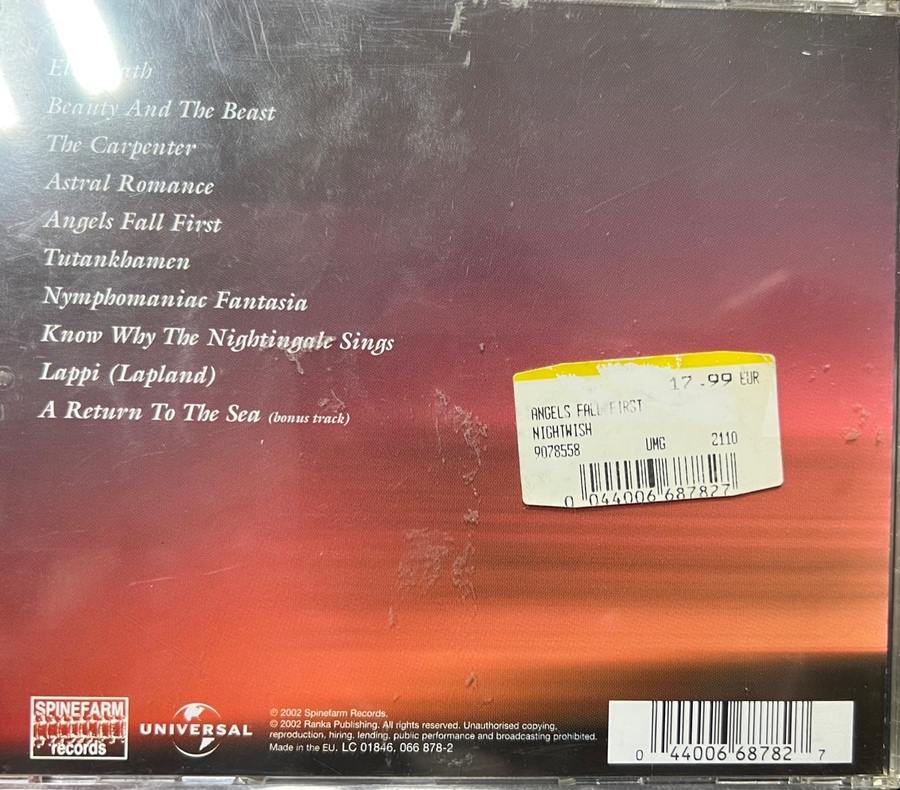 Beauty And The Beast
The Carpenter
Astral Romance
Angels Fall First
Tutankhamen
Nymphomaniac Fantasia
Know Why The Nightingale Sings
Lappi (Lapland)
A Return To The Sea (bonus track)
17.99 EUR
ANGELS FALL FIRST
NIGHTWISH
9078558 UMG 2110
0 044006 687827
SPINEFARM
records
UNIVERSAL
℗ 2002 Spinefarm Records.
© 2002 Ranka Publishing. All rights reserved. Unauthorised copying,
reproduction, hiring, lending, public performance and broadcasting prohibited.
Made in the EU. LC 01846. 066 878-2
0 44006 68782 7